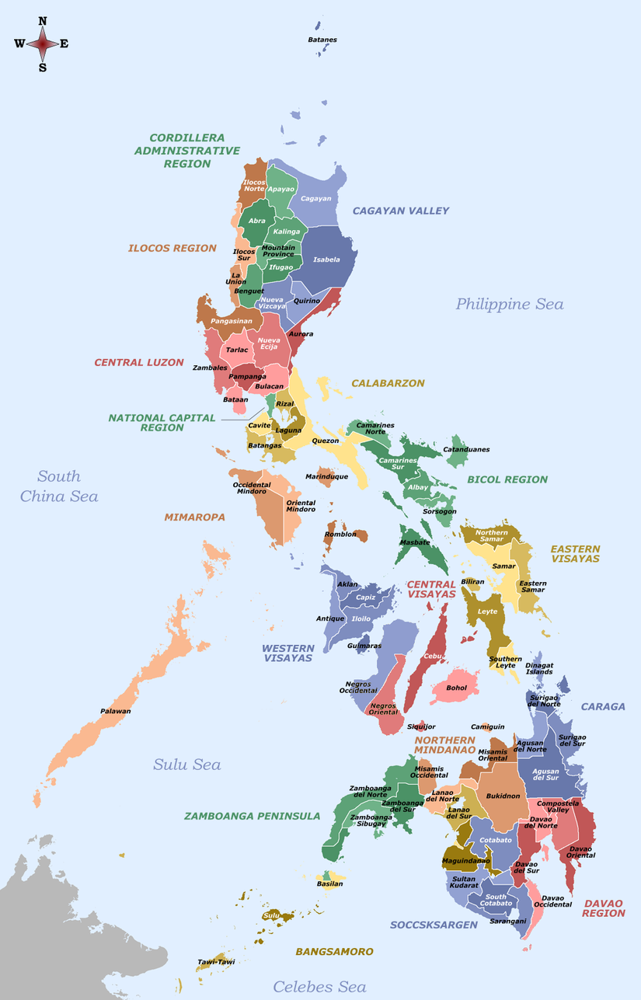 N
W E
S
Batanes
CORDILLERA
ADMINISTRATIVE
REGION
Ilocos
Norte
Apayao
Cagayan
CAGAYAN VALLEY
Abra
Kalinga
ILOCOS REGION
Ilocos
Sur
Mountain
Province
Isabela
Ifugao
La
Union
Benguet
Nueva
Vizcaya
Quirino
Philippine Sea
Pangasinan
Aurora
Nueva
Ecija
Tarlac
CENTRAL LUZON
Zambales
Pampanga
Bulacan
CALABARZON
Bataan
Rizal
NATIONAL CAPITAL
REGION
Cavite
Laguna
Camarines
Norte
Quezon
Batangas
Catanduanes
Camarines
Sur
South
China Sea
Marinduque
BICOL REGION
Occidental
Mindoro
Albay
Oriental
Mindoro
MIMAROPA
Sorsogon
Romblon
Northern
Samar
Masbate
EASTERN
VISAYAS
Samar
Aklan
CENTRAL
VISAYAS
Biliran
Eastern
Samar
Capiz
Leyte
Antique
Iloilo
WESTERN
VISAYAS
Guimaras
Cebu
Southern
Leyte
Dinagat
Islands
Negros
Occidental
Bohol
Surigao
del Norte
CARAGA
Palawan
Negros
Oriental
Siquijor
Camiguin
Surigao
del Sur
NORTHERN
MINDANAO
Agusan
del Norte
Misamis
Oriental
Sulu Sea
Misamis
Occidental
Agusan
del Sur
Zamboanga
del Norte
Lanao
del Norte
Bukidnon
Zamboanga
del Sur
Compostela
Valley
ZAMBOANGA PENINSULA
Zamboanga
Sibugay
Lanao
del Sur
Davao
del Norte
Cotabato
Davao
Oriental
Maguindanao
Davao
del Sur
Basilan
Sultan
Kudarat
South
Cotabato
Davao
Occidental
DAVAO
REGION
Sulu
SOCCSKSARGEN
Sarangani
BANGSAMORO
Tawi-Tawi
Celebes Sea